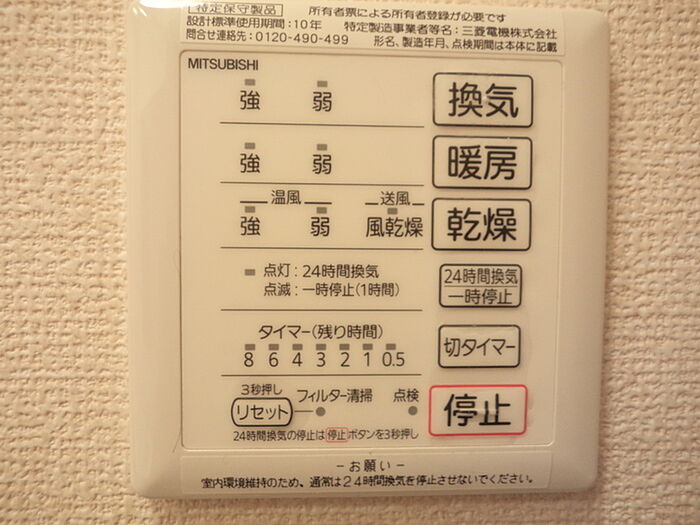 特定保守製品 所有者票による所有者登録が必要です
設計標準使用期間：10年 特定製造事業者等名：三菱電機株式会社
問合せ連絡先：0120-490-499 形名、製造年月、点検期間は本体に記載
MITSUBISHI
強 弱 換気
強 弱 暖房
温風 送風
強 弱 風乾燥 乾燥
点灯：24時間換気
点滅：一時停止(1時間)
24時間換気
一時停止
タイマー(残り時間)
8 6 4 3 2 1 0.5
切タイマー
3秒押し
リセット フィルター清掃 点検
停止
24時間換気の停止は停止ボタンを3秒押し
－お願い－
室内環境維持のため、通常は24時間換気を停止させないでください。